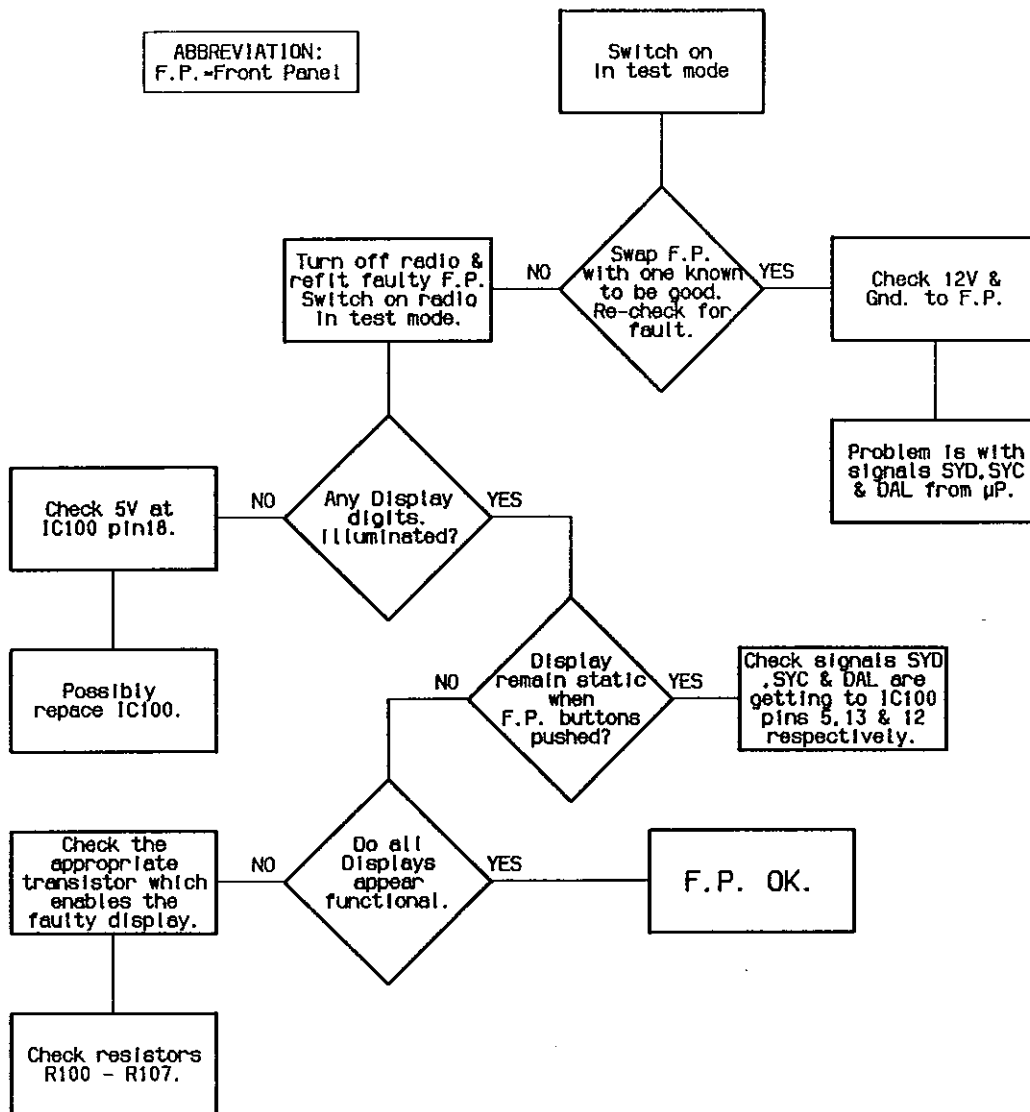 ABBREVIATION:
F.P.=Front Panel
Switch on
in test mode
Swap F.P.
with one known
to be good.
Re-check for
fault.
NO
YES
Turn off radio &
refit faulty F.P.
Switch on radio
in test mode.
Check 12V &
Gnd. to F.P.
Problem is with
signals SYD,SYC
& DAL from µP.
Any Display
digits.
illuminated?
NO
YES
Check 5V at
IC100 pin18.
Possibly
repace IC100.
Display
remain static
when
F.P. buttons
pushed?
NO
YES
Check signals SYD
,SYC & DAL are
getting to IC100
pins 5,13 & 12
respectively.
Do all
Displays
appear
functional.
NO
YES
Check the
appropriate
transistor which
enables the
faulty display.
F.P. OK.
Check resistors
R100 - R107.